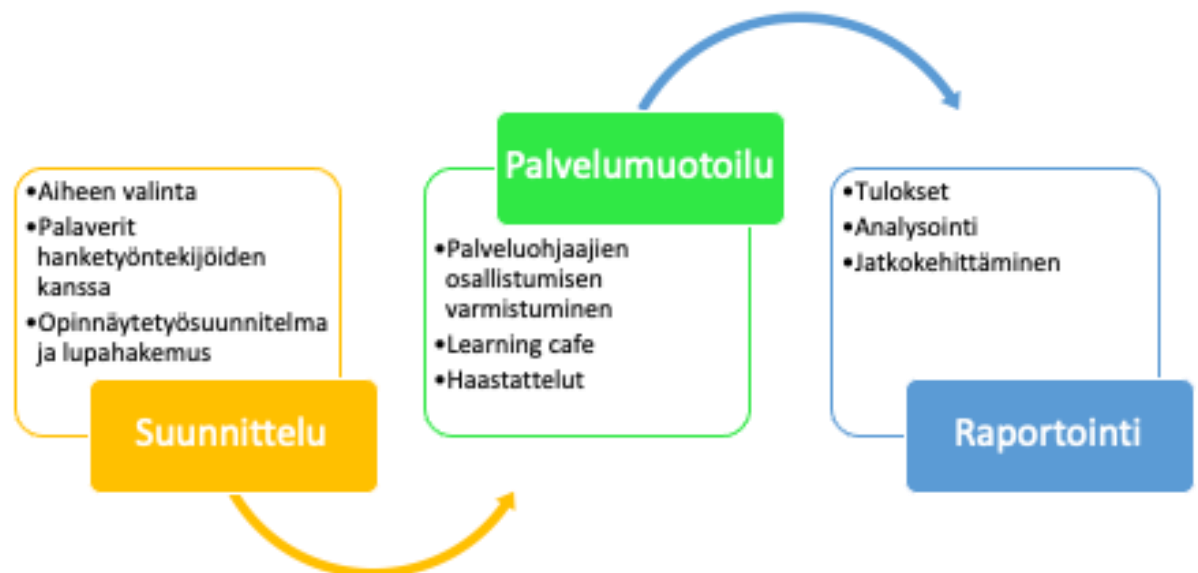 •Aiheen valinta
•Palaverit
hanketyöntekijöiden
kanssa
•Opinnäytetyösuunnitelma
ja lupahakemus
Suunnittelu
Palvelumuotoilu
•Palveluohjaajien
osallistumisen
varmistuminen
•Learning cafe
•Haastattelut
•Tulokset
•Analysointi
•Jatkokehittäminen
Raportointi